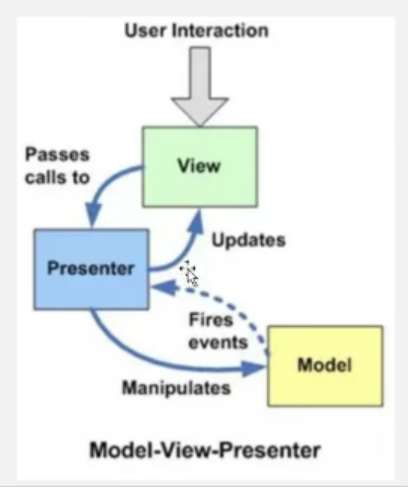 User Interaction
View
Passes
calls to
Updates
Presenter
Fires
events
Model
Manipulates
Model-View-Presenter